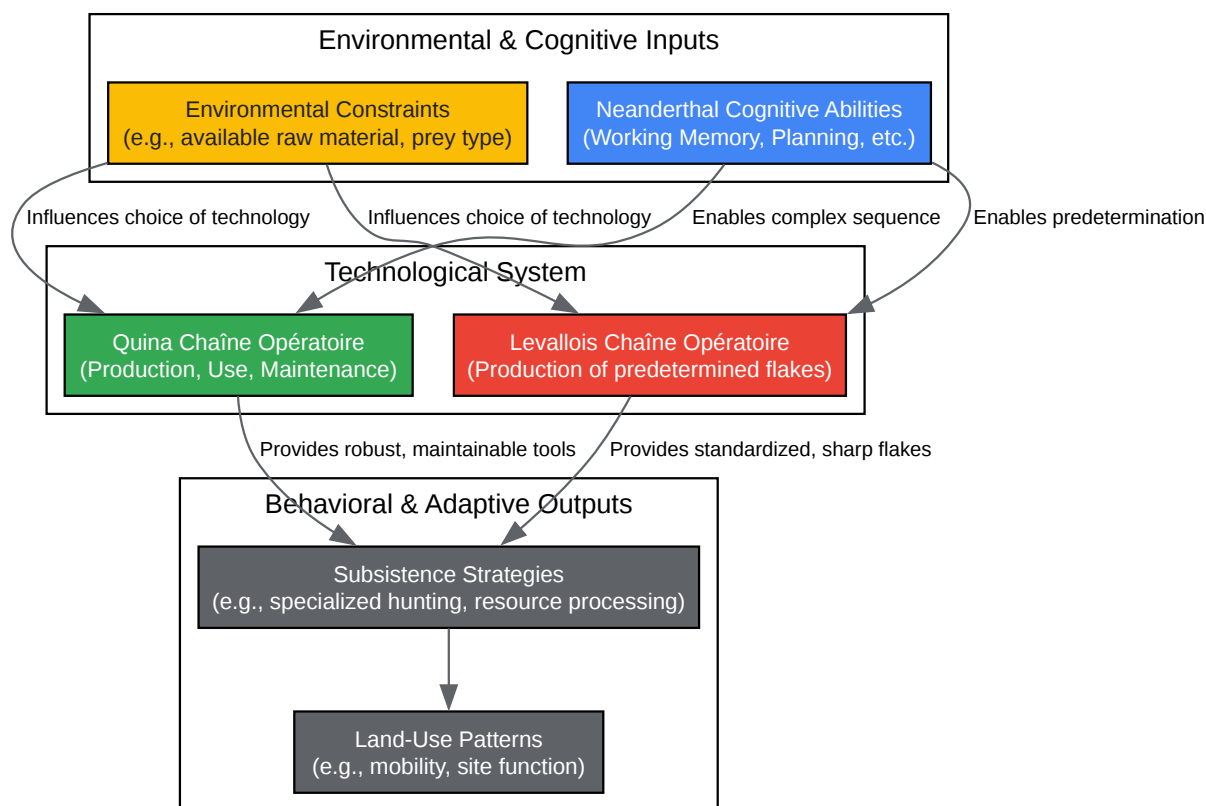 Environmental & Cognitive Inputs
Environmental Constraints
(e.g., available raw material, prey type)
Neanderthal Cognitive Abilities
(Working Memory, Planning, etc.)
Influences choice of technology
Influences choice of technology
Enables complex sequence
Enables predetermination
Technological System
Quina Chaîne Opératoire
(Production, Use, Maintenance)
Levallois Chaîne Opératoire
(Production of predetermined flakes)
Provides robust, maintainable tools
Provides standardized, sharp flakes
Behavioral & Adaptive Outputs
Subsistence Strategies
(e.g., specialized hunting, resource processing)
Land-Use Patterns
(e.g., mobility, site function)